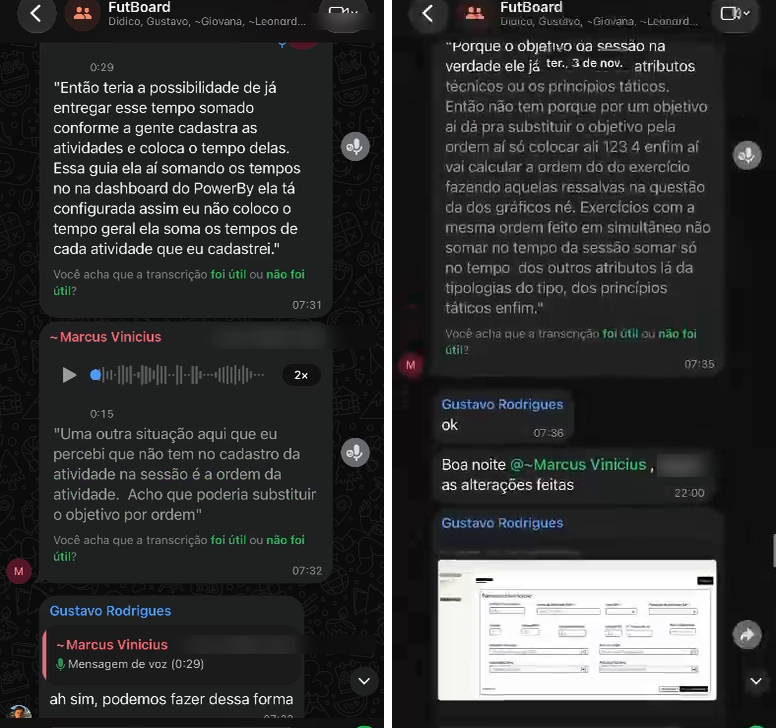 FutBoard
Didico, Gustavo, ~Giovana, ~Leonard...
0:29
"Então teria a possibilidade de já
entregar esse tempo somado
conforme a gente cadastra as
atividades e coloca o tempo delas.
Essa guia ela aí somando os tempos
no na dashboard do PowerBy ela tá
configurada assim eu não coloco o
tempo geral ela soma os tempos de
cada atividade que eu cadastrei."
Você acha que a transcrição foi útil ou não foi
útil?
07:31
~Marcus Vinicius
2x
0:15
"Uma outra situação aqui que eu
percebi que não tem no cadastro da
atividade na sessão é a ordem da
atividade. Acho que poderia substituir
o objetivo por ordem"
Você acha que a transcrição foi útil ou não foi
útil?
M
07:32
Gustavo Rodrigues
~Marcus Vinicius
Mensagem de voz (0:29)
ah sim, podemos fazer dessa forma
FutBoard
Didico, Gustavo, ~Giovana, ~Leonard...
"Porque o objetivo da sessão na
verdade ele já atributos
ter., 3 de nov.
técnicos ou os princípios táticos.
Então não tem porque por um objetivo
ai dá pra substituir o objetivo pela
ordem aí só colocar ali 123 4 enfim aí
vai calcular a ordem do do exercício
fazendo aquelas ressalvas na questão
da dos gráficos né. Exercícios com a
mesma ordem feito em simultâneo não
somar no tempo da sessão somar só
no tempo dos outros atributos lá da
tipologias do tipo, dos princípios
táticos enfim."
Você acha que a transcrição foi útil ou não foi
útil?
M
07:35
Gustavo Rodrigues
ok
07:36
Boa noite @~Marcus Vinicius ,
as alterações feitas
22:00
Gustavo Rodrigues